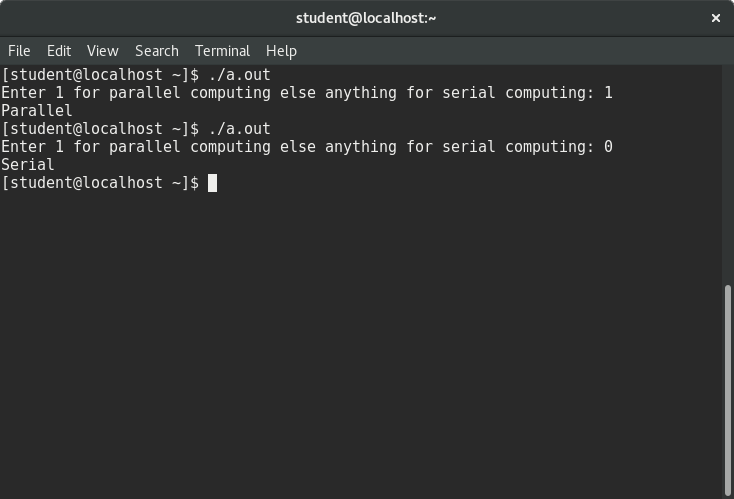 student@localhost:~
File Edit View Search Terminal Help
[student@localhost ~]$ ./a.out
Enter 1 for parallel computing else anything for serial computing: 1
Parallel
[student@localhost ~]$ ./a.out
Enter 1 for parallel computing else anything for serial computing: 0
Serial
[student@localhost ~]$